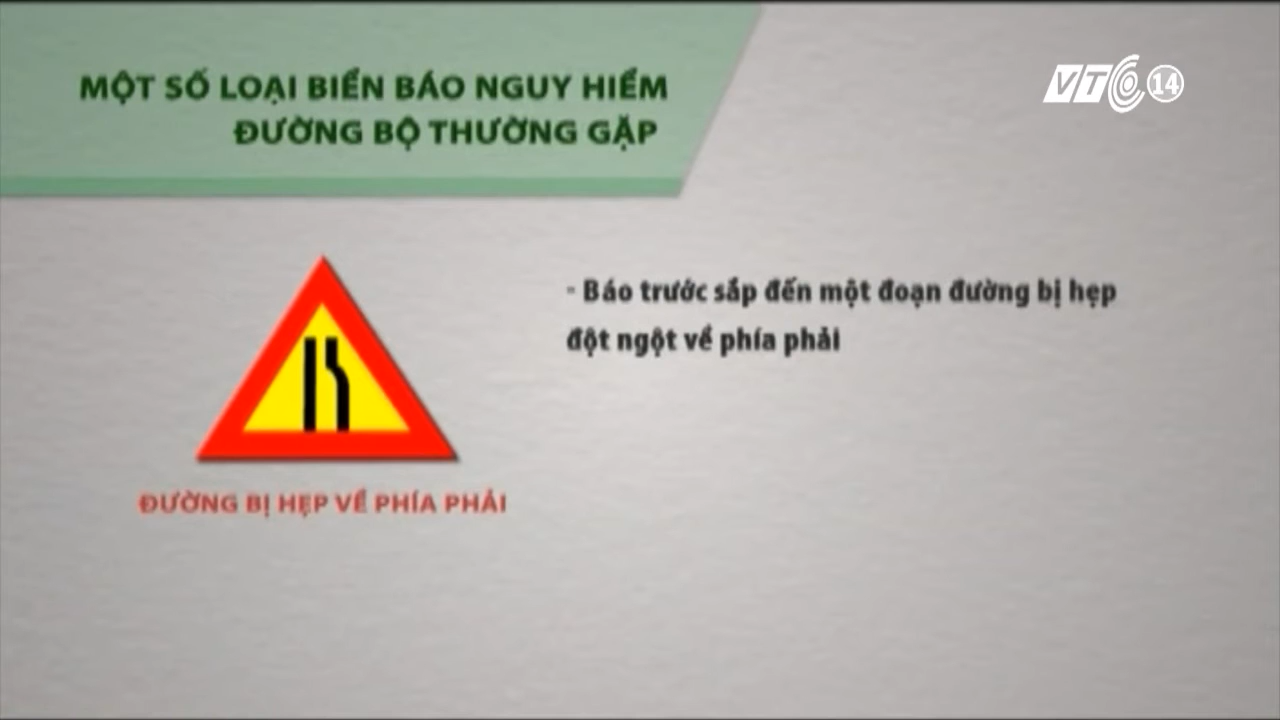 MỘT SỐ LOẠI BIỂN BÁO NGUY HIỂM
ĐƯỜNG BỘ THƯỜNG GẶP
VTC 14
- Báo trước sắp đến một đoạn đường bị hẹp
đột ngột về phía phải
ĐƯỜNG BỊ HẸP VỀ PHÍA PHẢI